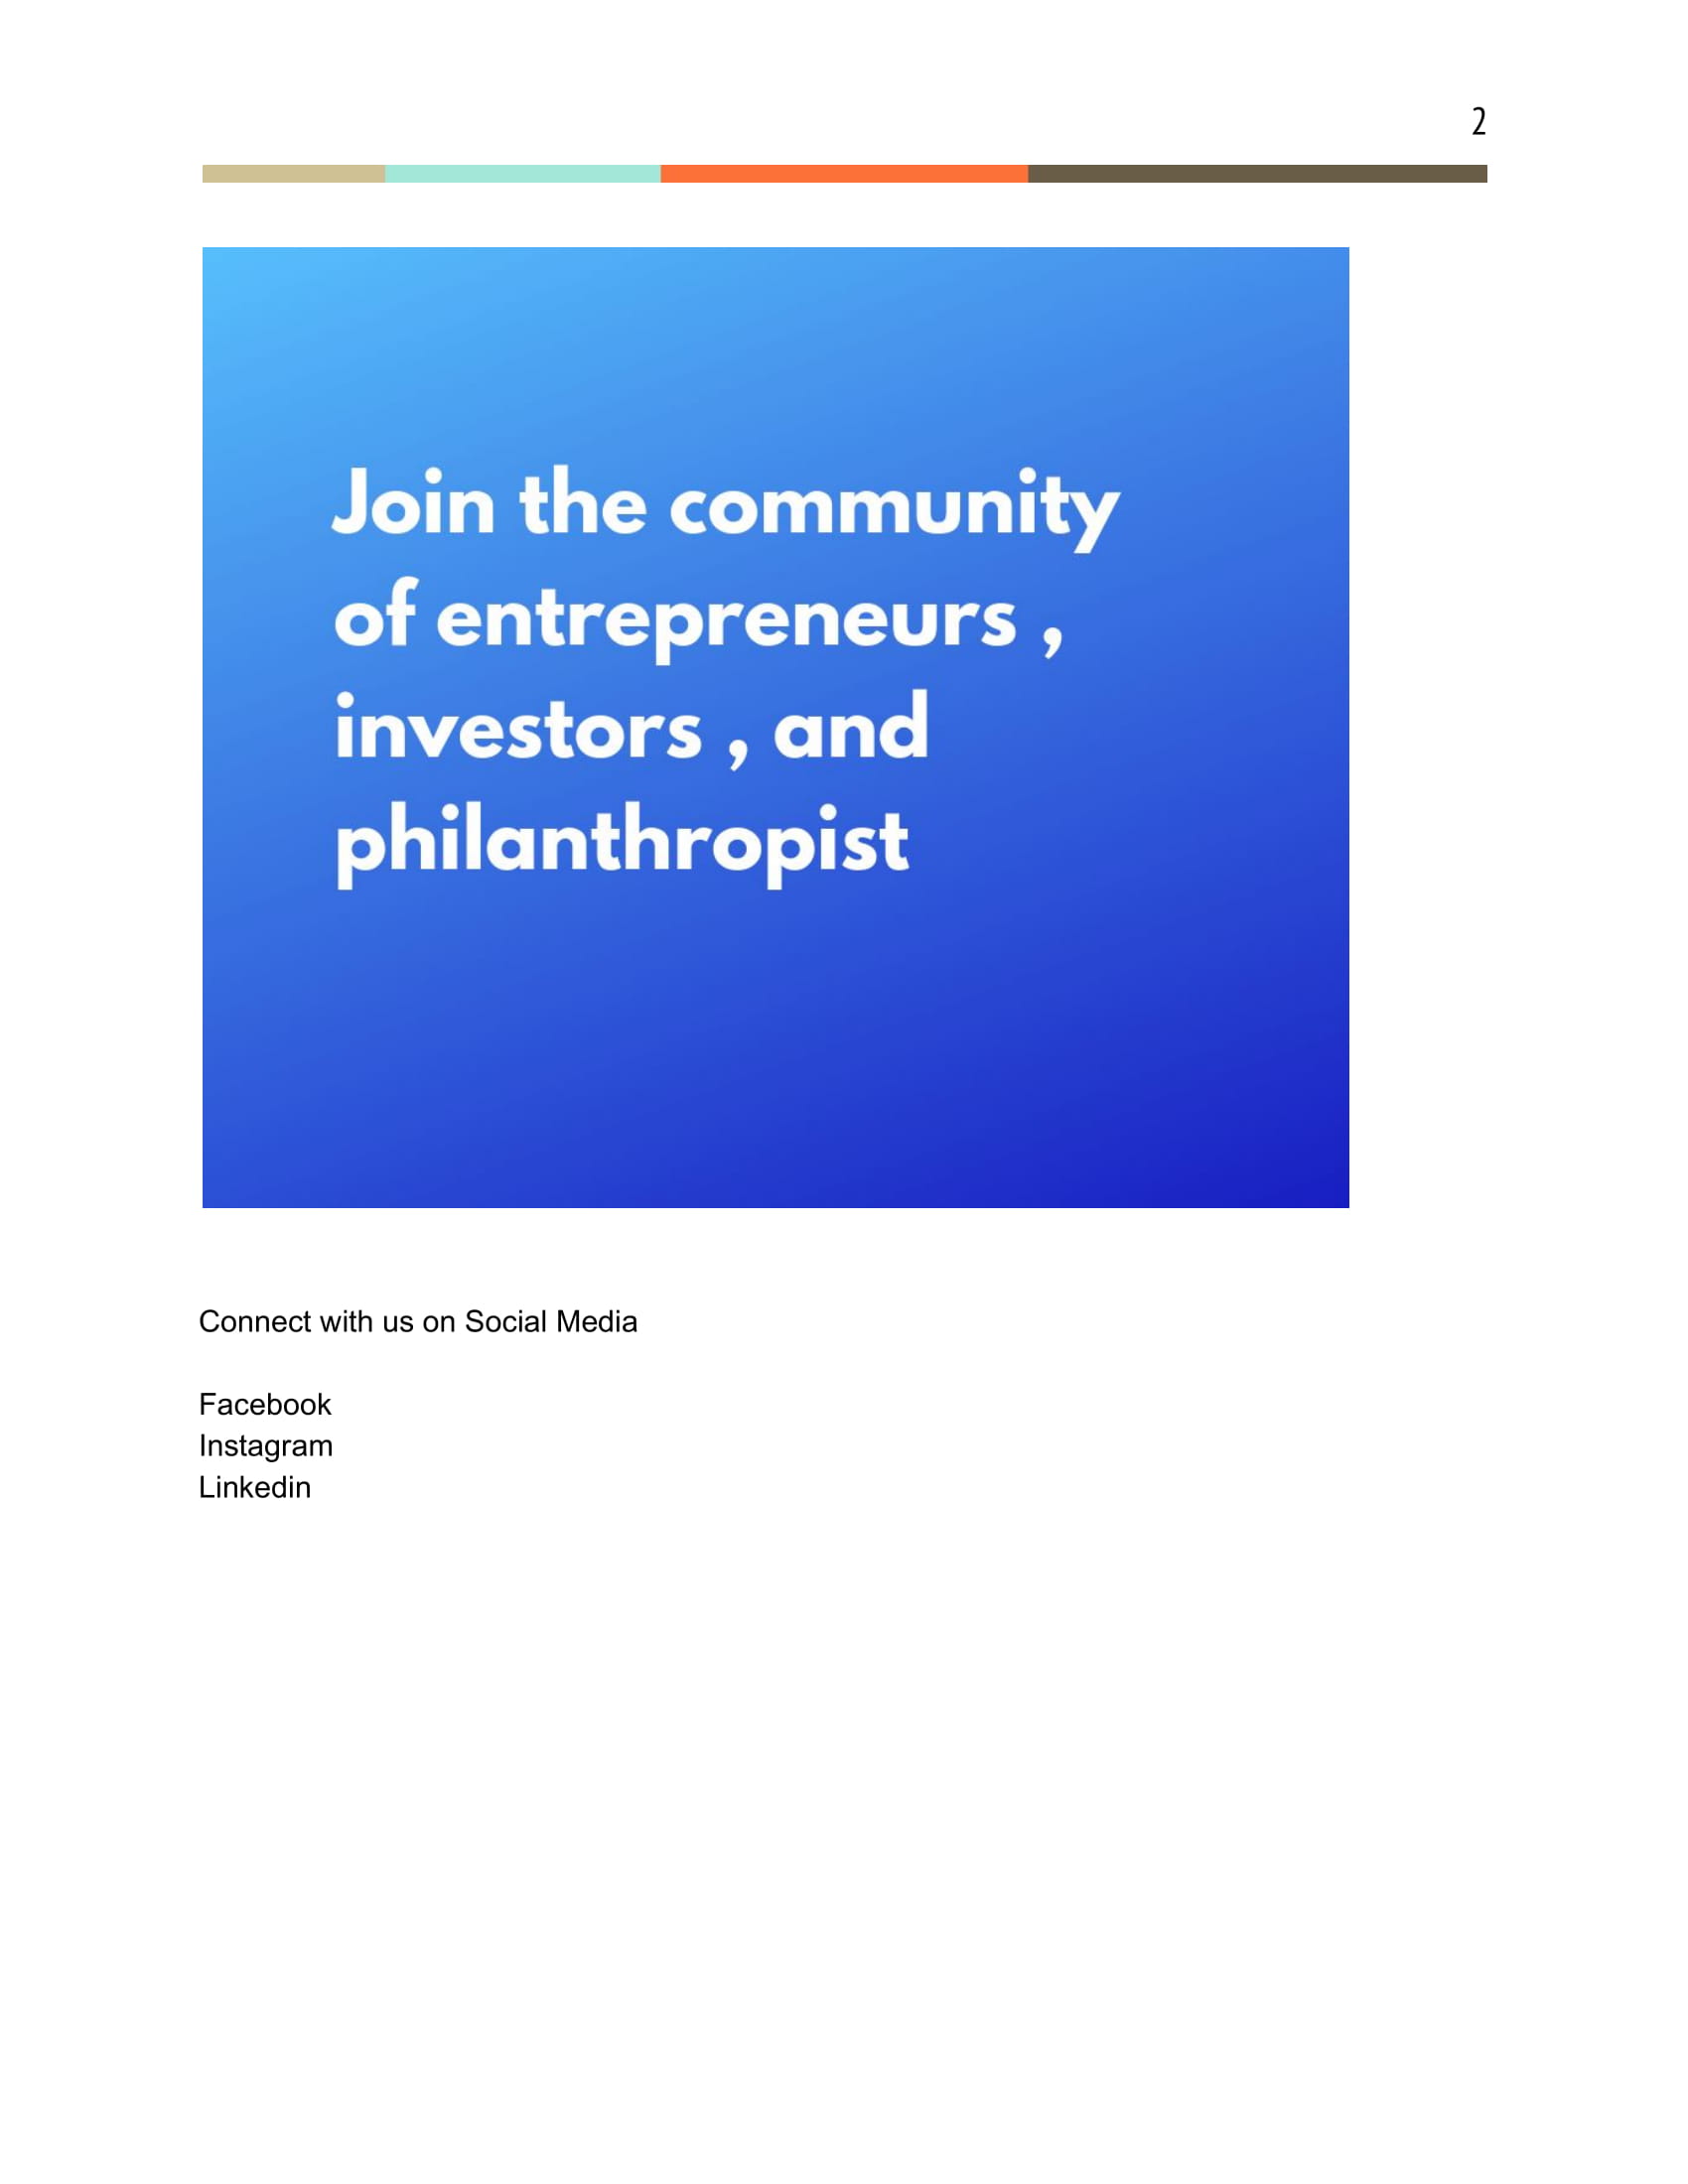 2
Join the community
of entrepreneurs ,
investors , and
philanthropist
Connect with us on Social Media
Facebook
Instagram
Linkedin